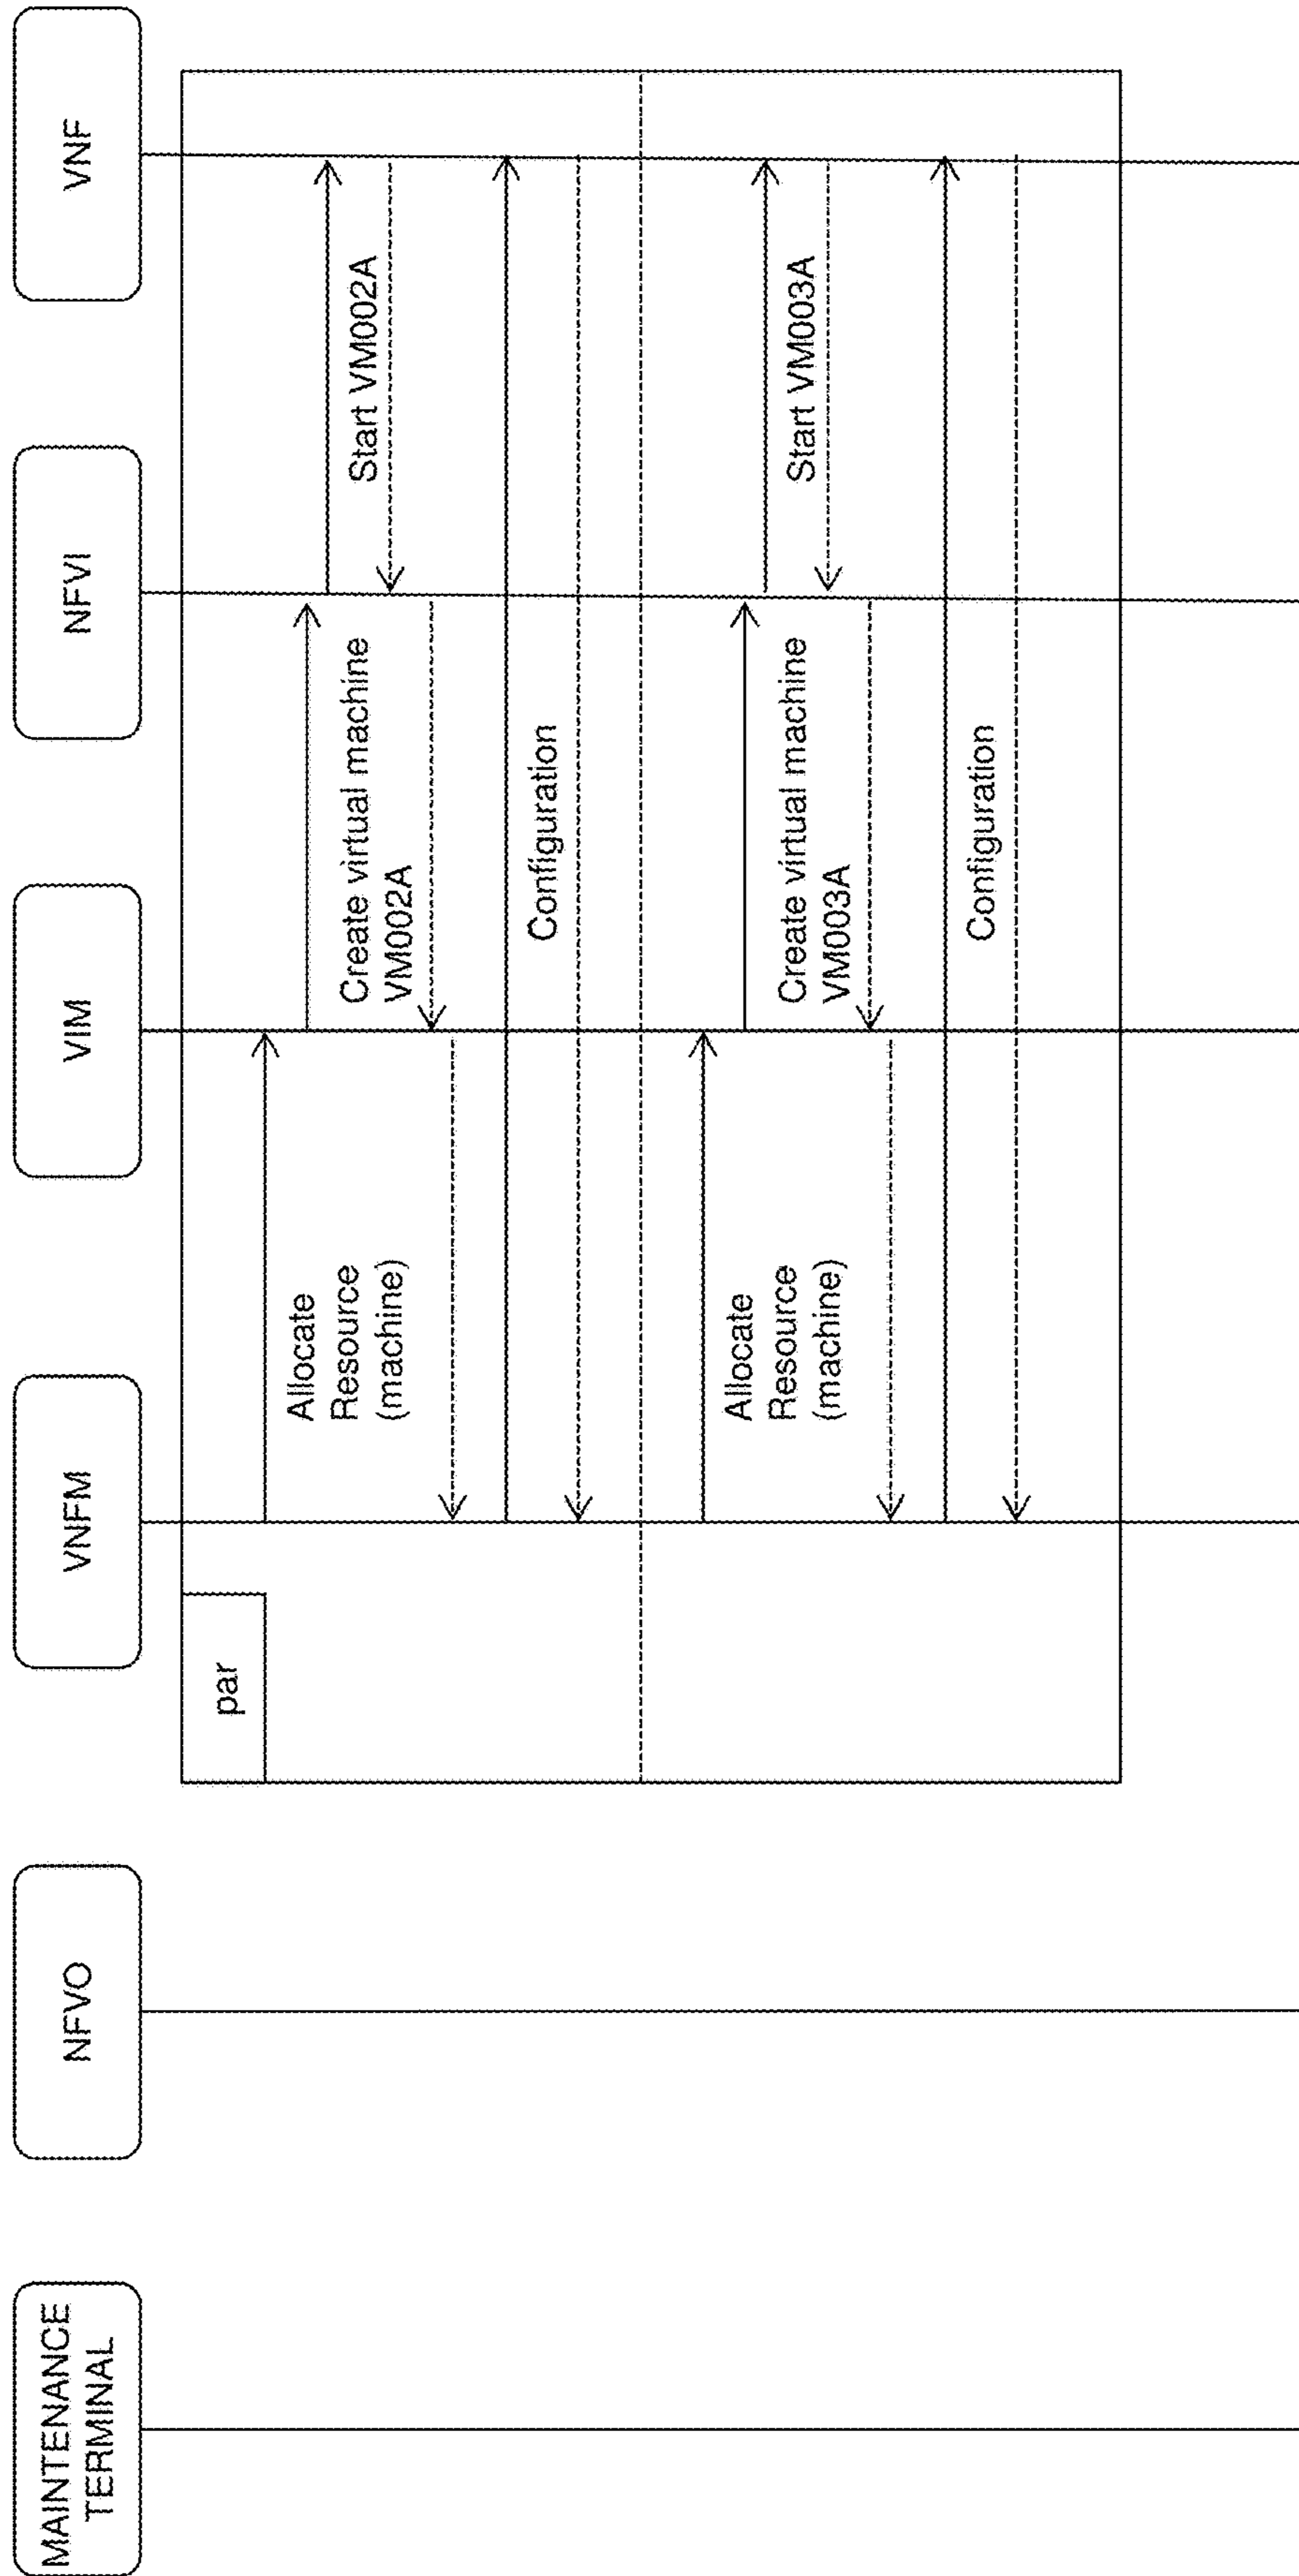 MAINTENANCE
TERMINAL
NFVO
VNFM
VIM
NFVI
VNF
par
Allocate
Resource
(machine)
Create virtual machine
VM002A
Start VM002A
Configuration
Allocate
Resource
(machine)
Create virtual machine
VM003A
Start VM003A
Configuration